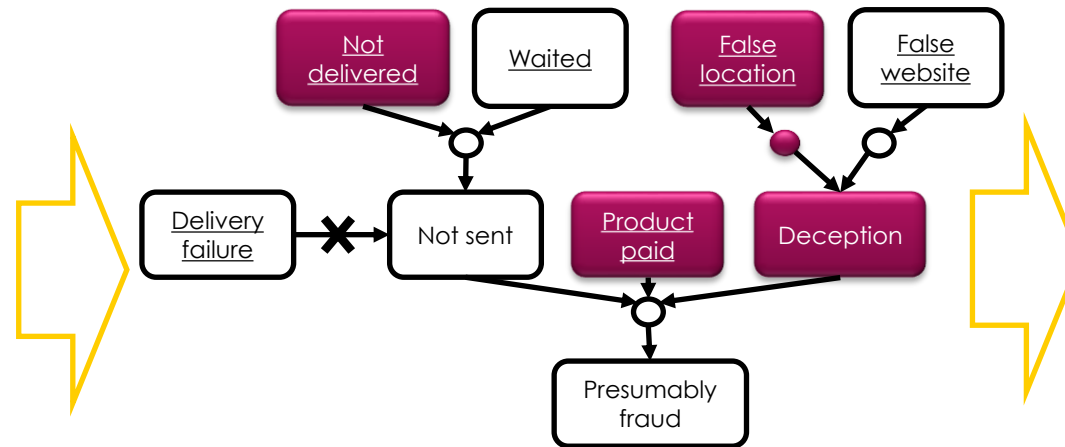 Not
delivered
Waited
False
location
False
website
Delivery
failure
Not sent
Product
paid
Deception
Presumably
fraud